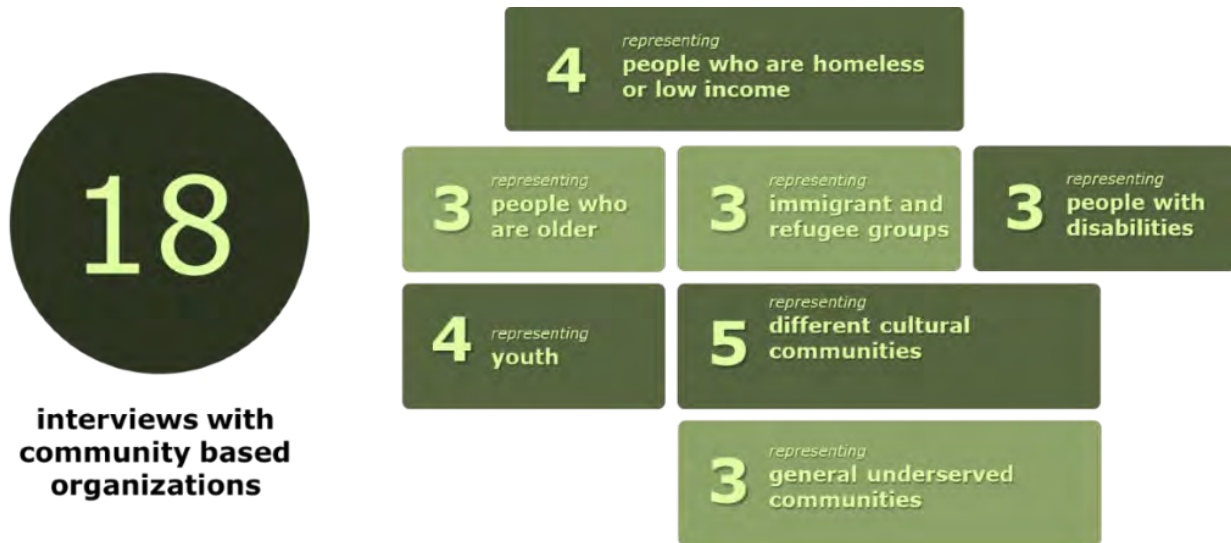 18
interviews with
community based
organizations
4
representing
people who are homeless
or low income
3
representing
people who
are older
3
representing
immigrant and
refugee groups
3
representing
people with
disabilities
4
representing
youth
5
representing
different cultural
communities
3
representing
general underserved
communities